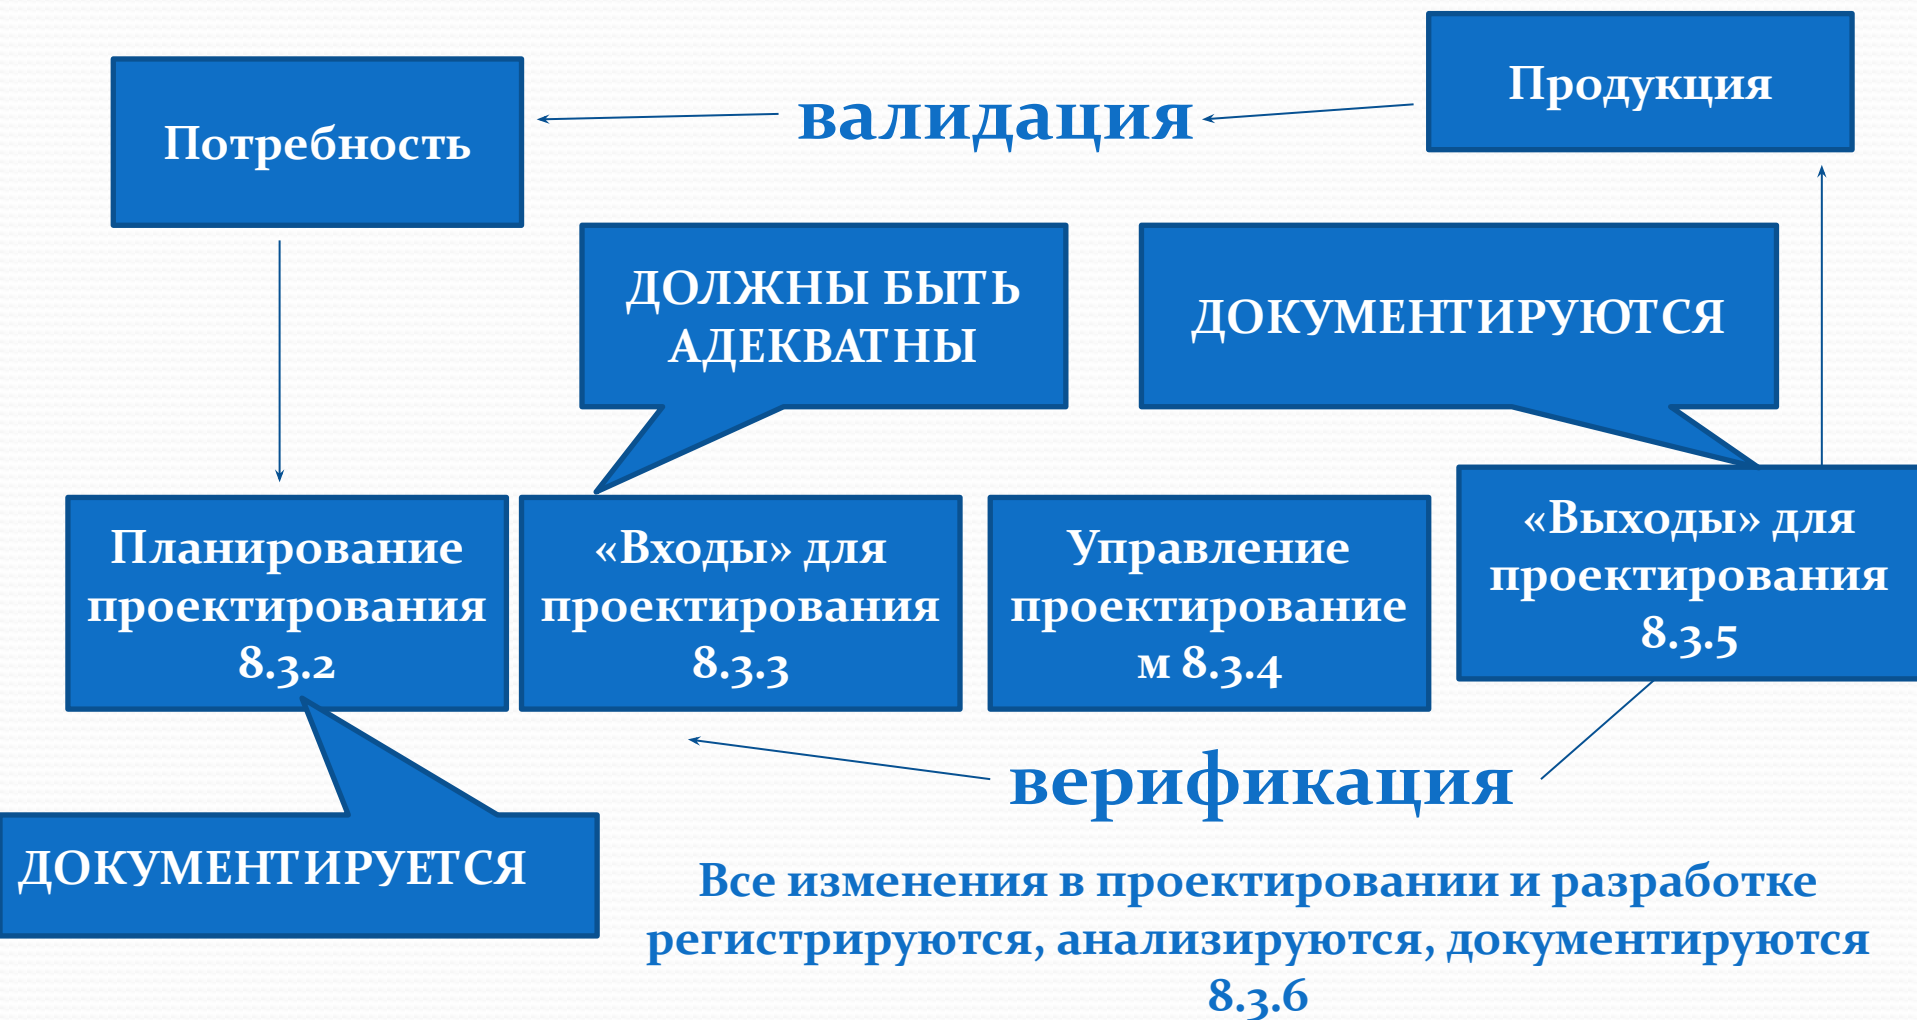 Потребность
валидация
Продукция
ДОЛЖНЫ БЫТЬ
АДЕКВАТНЫ
ДОКУМЕНТИРУЮТСЯ
Планирование
проектирования
8.3.2
«Входы» для
проектирования
8.3.3
Управление
проектирование
м 8.3.4
«Выходы» для
проектирования
8.3.5
верификация
ДОКУМЕНТИРУЕТСЯ
Все изменения в проектировании и разработке
регистрируются, анализируются, документируются
8.3.6